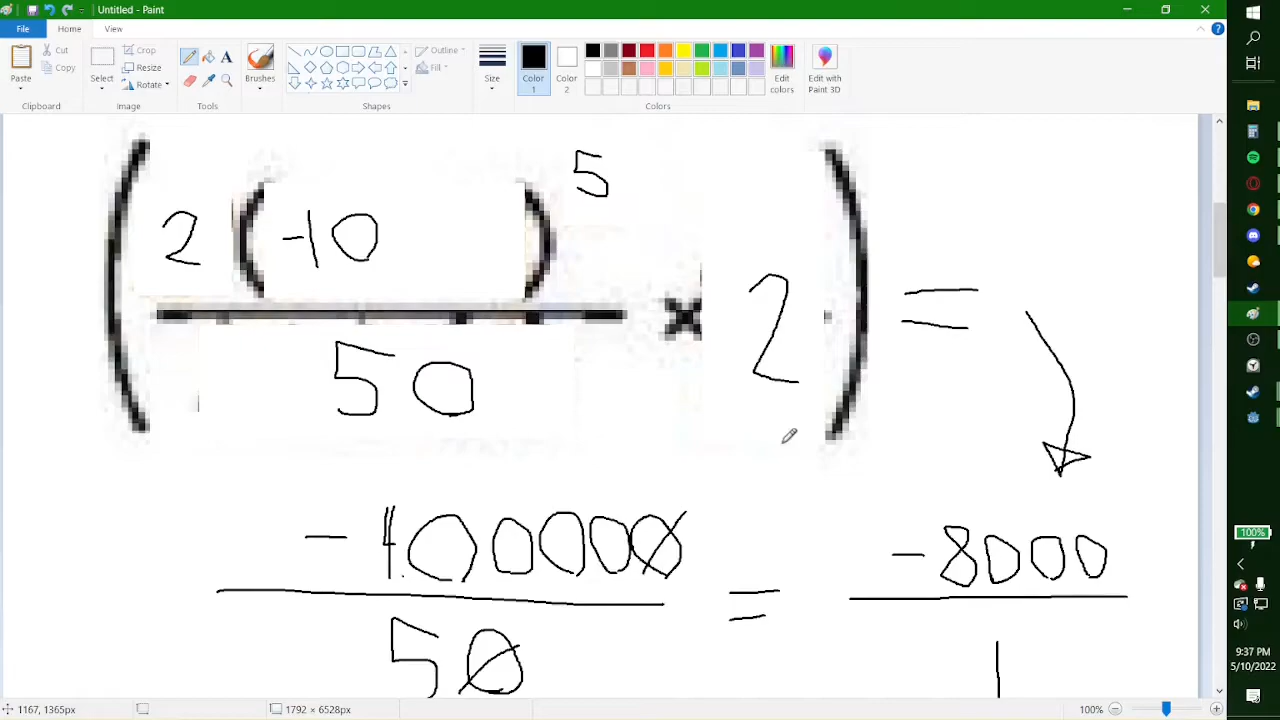 Untitled - Paint
File Home View
Paste
Cut
Copy
Clipboard
Select
Crop
Resize
Rotate
Image
Tools
Brushes
Outline
Fill
Shapes
Size
Color 1
Color 2
Edit colors
Colors
Edit with Paint 3D
( 2 ( -10 ) 5
50
× 2 ) =
- 400000
50
=
- 8000
1
1167, 1365px
1792 × 6528px
100%
100%
9:37 PM
5/10/2022